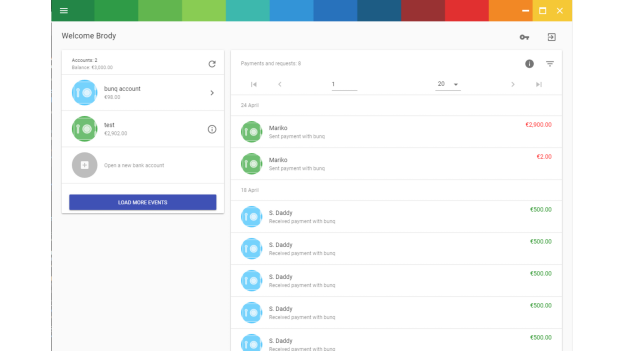 Welcome Brody
Accounts: 2
Balance: €3,000.00
bunq account
€98.00
test
€2,902.00
Open a new bank account
LOAD MORE EVENTS
Payments and requests: 8
1
20
24 April
Mariko
Sent payment with bunq
€2,900.00
Mariko
Sent payment with bunq
€2.00
18 April
S. Daddy
Received payment with bunq
€500.00
S. Daddy
Received payment with bunq
€500.00
S. Daddy
Received payment with bunq
€500.00
S. Daddy
Received payment with bunq
€500.00
S. Daddy
Received payment with bunq
€500.00